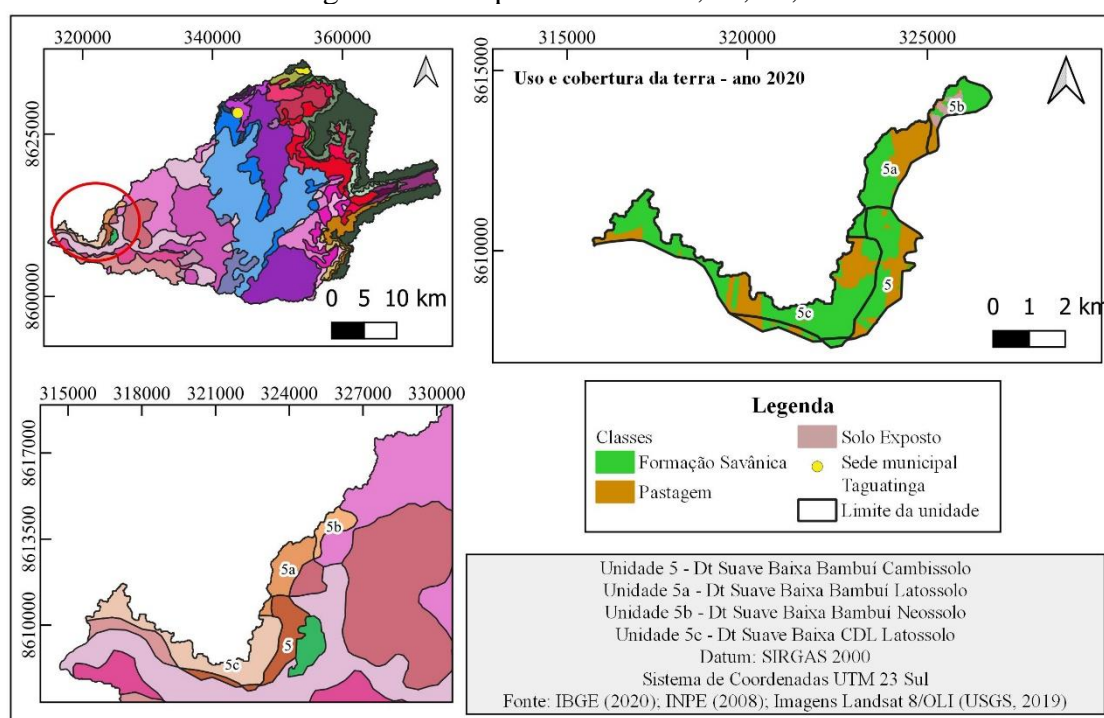 320000 340000 360000
8625000
8600000
0 5 10 km
315000 320000 325000
8615000
8610000
Uso e cobertura da terra - ano 2020
5b
5a
5
5c
0 1 2 km
315000 318000 321000 324000 327000 330000
8617000
8613500
8610000
5b
5a
5
5c
Legenda
Classes
Formação Savânica
Pastagem
Solo Exposto
Sede municipal
Taguatinga
Limite da unidade
Unidade 5 - Dt Suave Baixa Bambuí Cambissolo
Unidade 5a - Dt Suave Baixa Bambuí Latossolo
Unidade 5b - Dt Suave Baixa Bambuí Neossolo
Unidade 5c - Dt Suave Baixa CDL Latossolo
Datum: SIRGAS 2000
Sistema de Coordenadas UTM 23 Sul
Fonte: IBGE (2020); INPE (2008); Imagens Landsat 8/OLI (USGS, 2019)